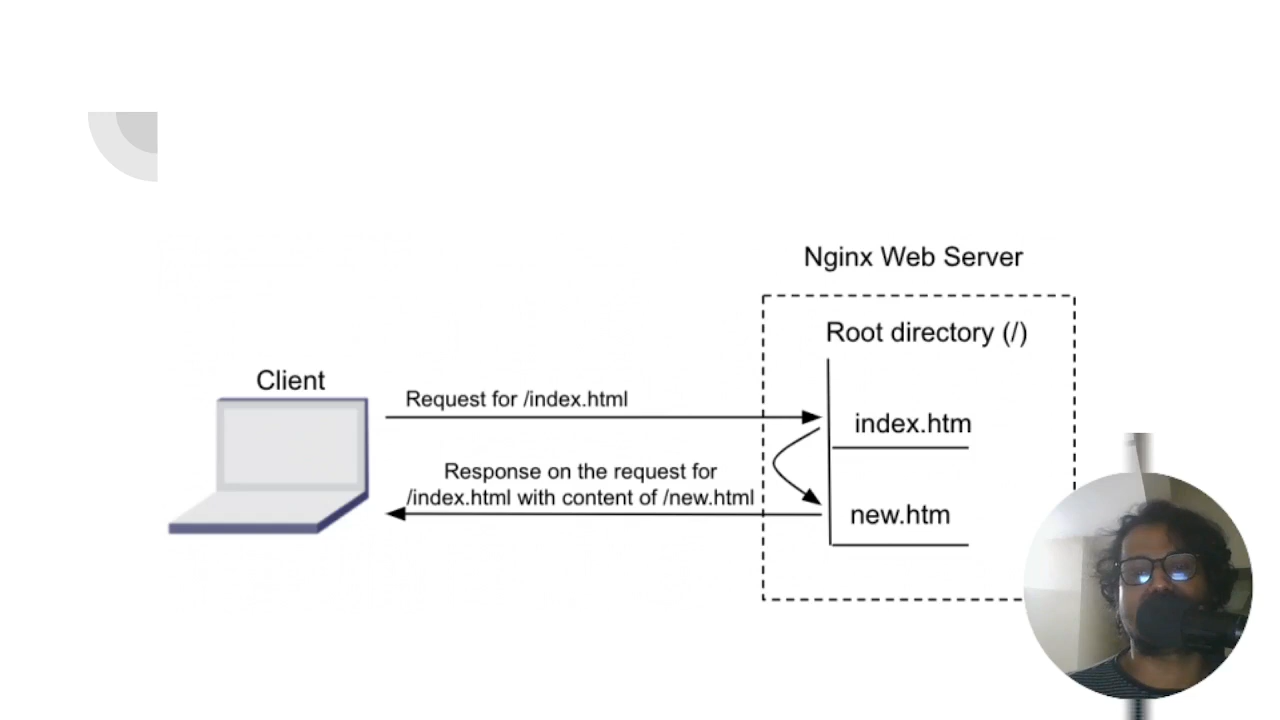 Nginx Web Server
Root directory (/)
Client
Request for /index.html
index.htm
Response on the request for
/index.html with content of /new.html
new.htm